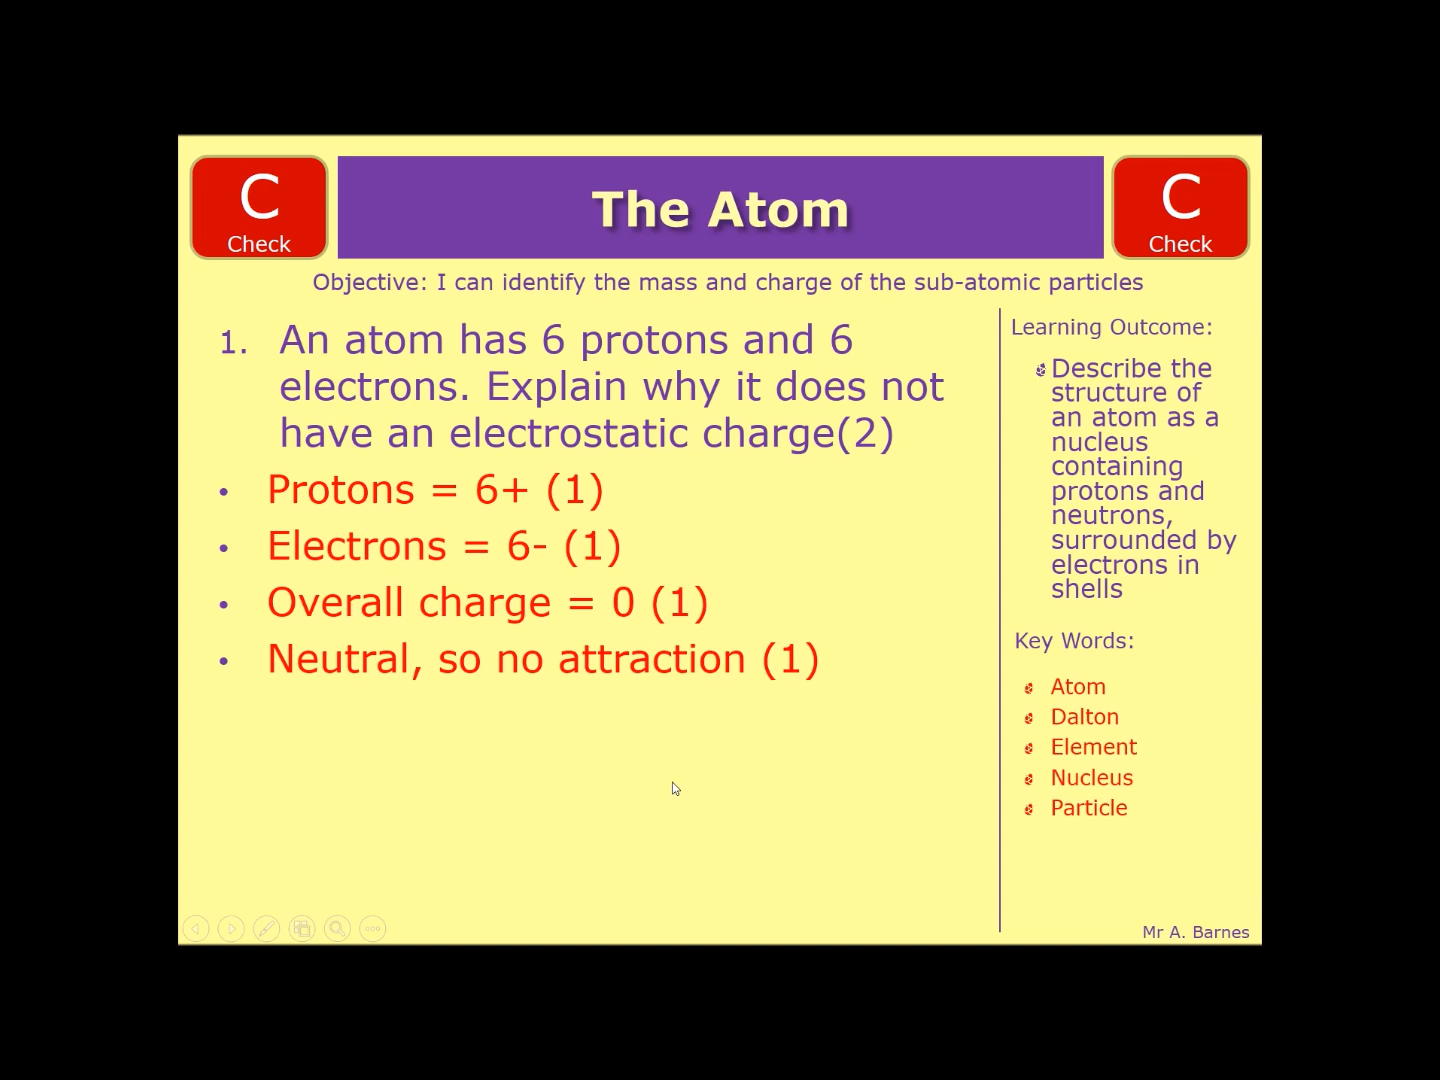 C
Check
The Atom
C
Check
Objective: I can identify the mass and charge of the sub-atomic particles
1. An atom has 6 protons and 6
electrons. Explain why it does not
have an electrostatic charge(2)
• Protons = 6+ (1)
• Electrons = 6- (1)
• Overall charge = 0 (1)
• Neutral, so no attraction (1)
Learning Outcome:
Describe the
structure of
an atom as a
nucleus
containing
protons and
neutrons,
surrounded by
electrons in
shells
Key Words:
Atom
Dalton
Element
Nucleus
Particle
Mr A. Barnes